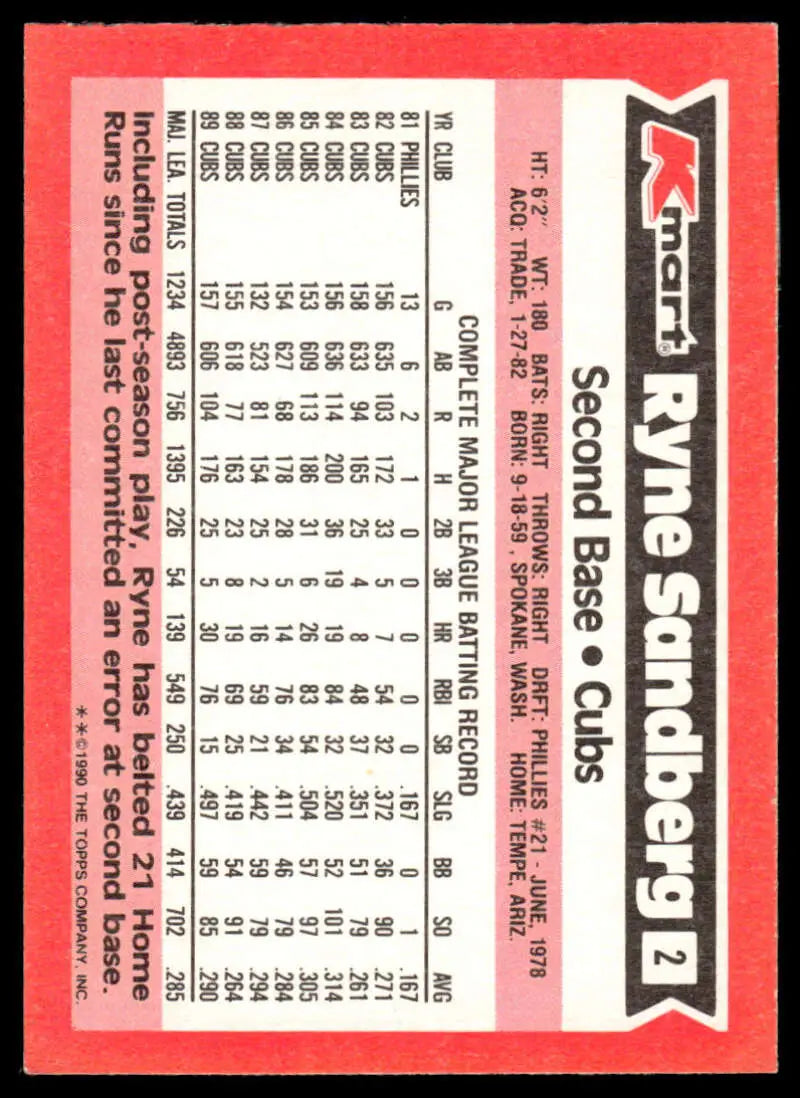 Kmart® Ryne Sandberg 2
Second Base • Cubs
HT: 6'2" WT: 180 BATS: RIGHT THROWS: RIGHT DRFT: PHILLIES #21 - JUNE, 1978
ACQ: TRADE, 1-27-82 BORN: 9-18-59, SPOKANE, WASH. HOME: TEMPE, ARIZ.
COMPLETE MAJOR LEAGUE BATTING RECORD
YR CLUB G AB R H 2B 3B HR RBI SB SLG BB SO AVG
81 PHILLIES 13 6 2 1 0 0 0 0 0 .167 0 1 .167
82 CUBS 156 635 103 172 33 5 7 54 32 .372 36 90 .271
83 CUBS 158 633 94 165 25 4 8 48 37 .351 51 79 .261
84 CUBS 156 636 114 200 36 19 19 84 32 .520 52 101 .314
85 CUBS 153 609 113 186 31 6 26 83 54 .504 57 97 .305
86 CUBS 154 627 68 178 28 5 14 76 34 .411 46 79 .284
87 CUBS 132 523 81 154 25 2 16 59 21 .442 59 79 .294
88 CUBS 155 618 77 163 23 8 19 69 25 .419 54 91 .264
89 CUBS 157 606 104 176 25 5 30 76 15 .497 59 85 .290
MAJ. LEA. TOTALS 1234 4893 756 1395 226 54 139 549 250 .439 414 702 .285
Including post-season play, Ryne has belted 21 Home
Runs since he last committed an error at second base.
**©1990 THE TOPPS COMPANY, INC.